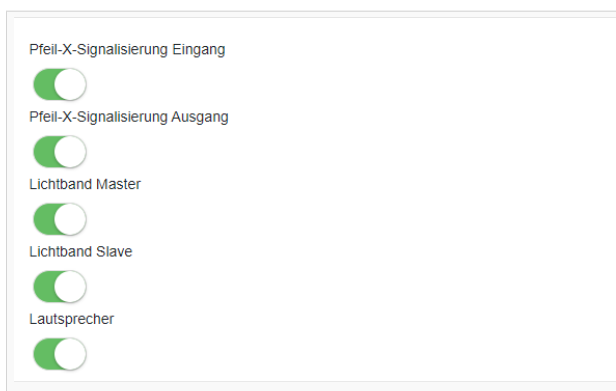 Pfeil-X-Signalisierung Eingang
Pfeil-X-Signalisierung Ausgang
Lichtband Master
Lichtband Slave
Lautsprecher